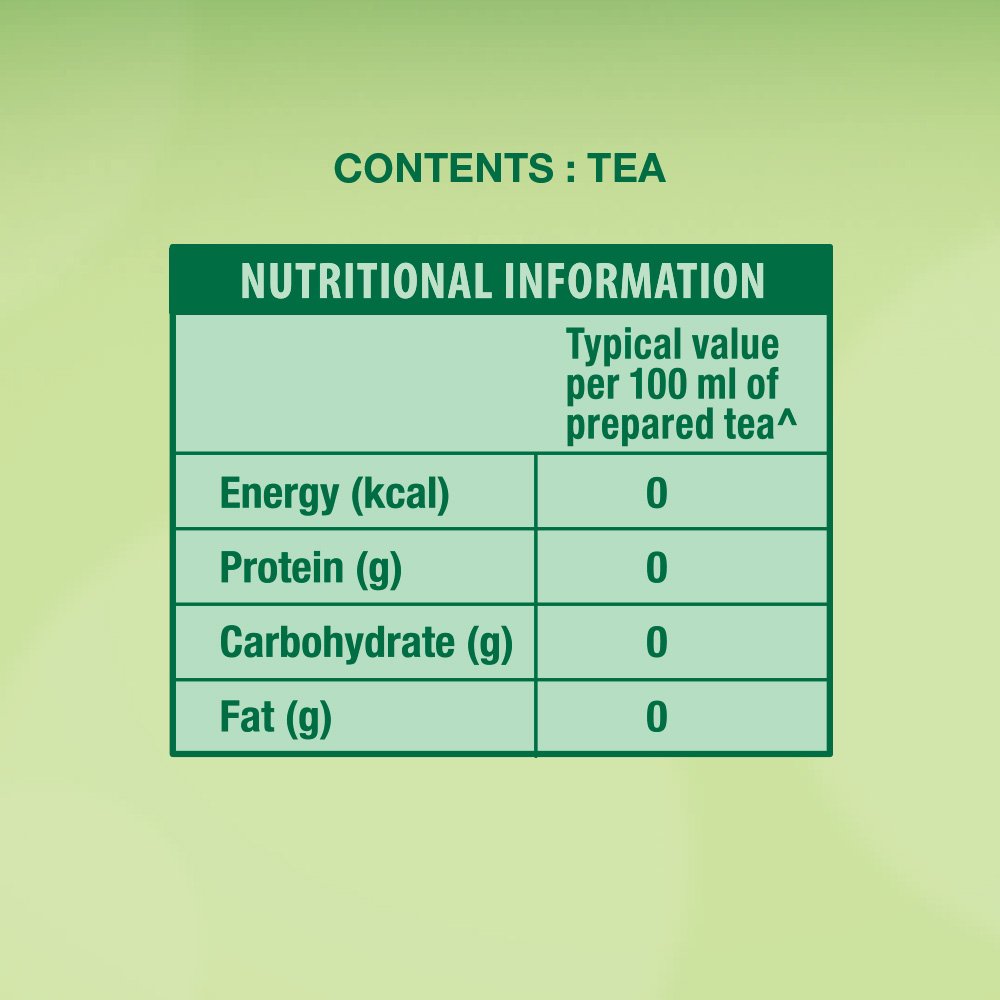 CONTENTS : TEA
NUTRITIONAL INFORMATION
Typical value
per 100 ml of
prepared tea^
Energy (kcal) 0
Protein (g) 0
Carbohydrate (g) 0
Fat (g) 0